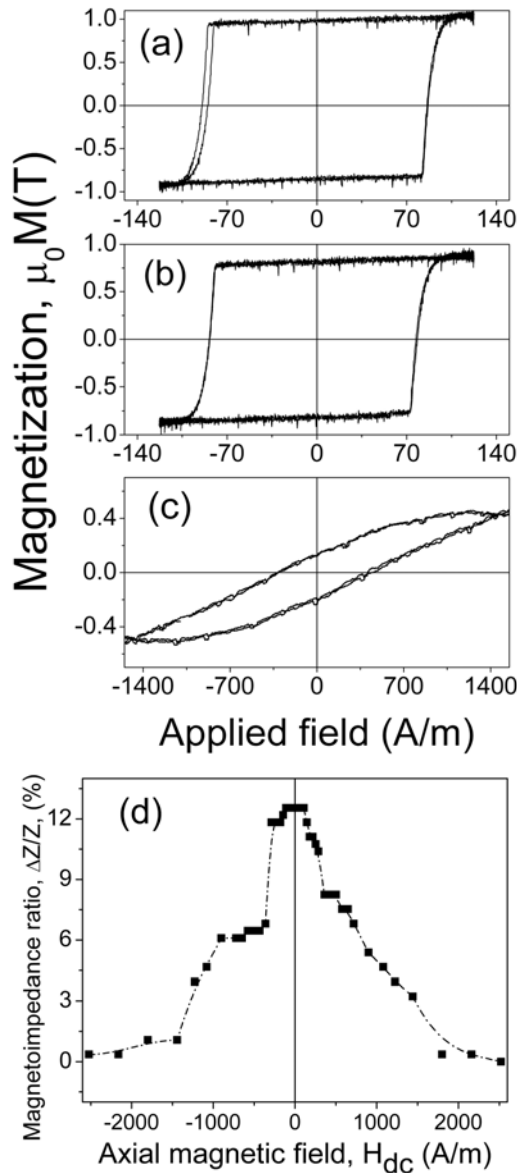 Magnetization, μ0M(T)
(a)
1.0
0.5
0.0
-0.5
-1.0
-140 -70 0 70 140
(b)
1.0
0.5
0.0
-0.5
-1.0
-140 -70 0 70 140
(c)
0.4
0.0
-0.4
-1400 -700 0 700 1400
Applied field (A/m)
(d)
Magnetoimpedance ratio, ΔZ/Z, (%)
12
9
6
3
0
-2000 -1000 0 1000 2000
Axial magnetic field, Hdc (A/m)